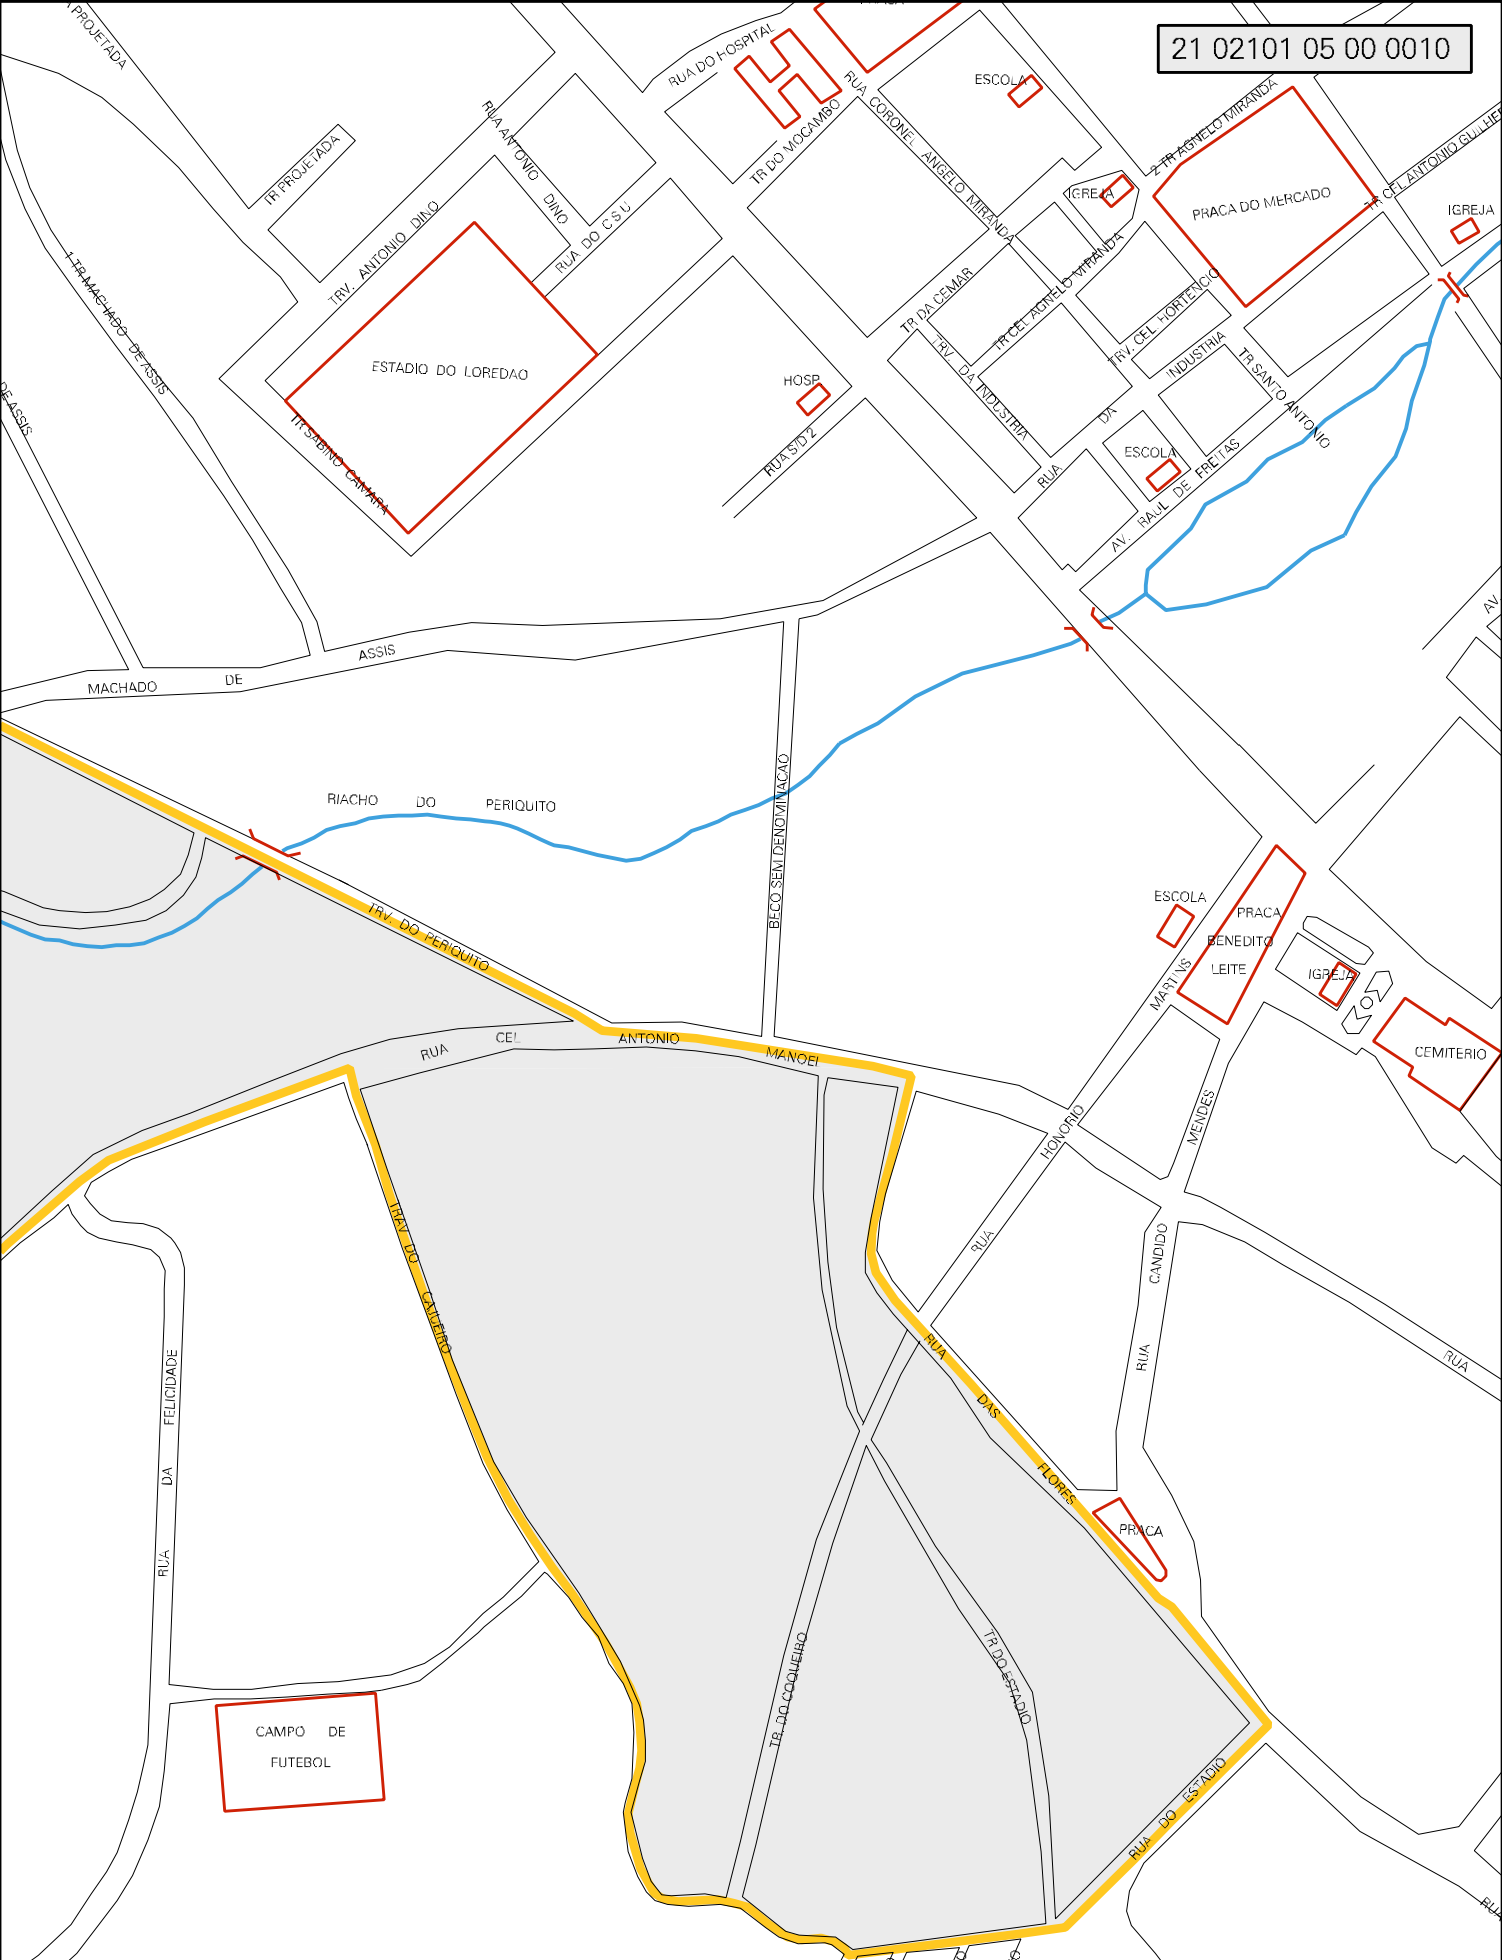 PROJETADA
RUA DO HOSPITAL
21 02101 05 00 0010
ESCOLA
RUA CORONEL ANGELO MIRANDA
2 TR AGNELO MIRANDA
TR CEL ANTONIO GUILHER
TR PROJETADA
RUA ANTONIO DINO
TR DO MOCAMBO
IGREJA
PRACA DO MERCADO
IGREJA
TRV. ANTONIO DINO
RUA DO C S U
1 TR MACHADO DE ASSIS
TR DA CEMAR
TR CEL AGNELO MIRANDA
TRV. CEL HORTENCIO
ESTADIO DO LOREDAO
HOSP
TRV. DA INDUSTRIA
RUA DA INDUSTRIA
TR SANTO ANTONIO
DE ASSIS
TR SABINO CAMARA
RUA S/D 2
ESCOLA
AV. RAUL DE FREITAS
AV.
MACHADO DE ASSIS
RIACHO DO PERIQUITO
BECO SEM DENOMINACAO
TRV. DO PERIQUITO
ESCOLA
PRACA
BENEDITO
LEITE
IGREJA
CEMITERIO
RUA CEL ANTONIO MANOEL
RUA HONORIO MARTINS
RUA CANDIDO MENDES
TRAV DO CAJUEIRO
RUA DA FELICIDADE
RUA DAS FLORES
RUA
PRACA
TR. DO COQUEIRO
TR DO ESTADIO
CAMPO DE
FUTEBOL
RUA DO ESTADIO
RUA